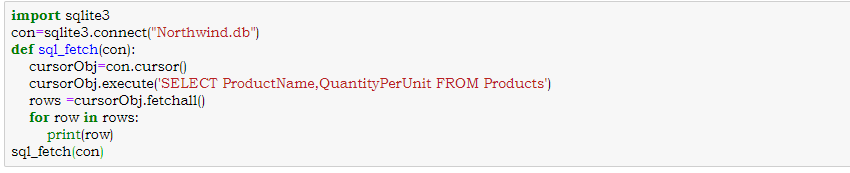 import sqlite3
con=sqlite3.connect("Northwind.db")
def sql_fetch(con):
    cursorObj=con.cursor()
    cursorObj.execute('SELECT ProductName,QuantityPerUnit FROM Products')
    rows =cursorObj.fetchall()
    for row in rows:
        print(row)
sql_fetch(con)